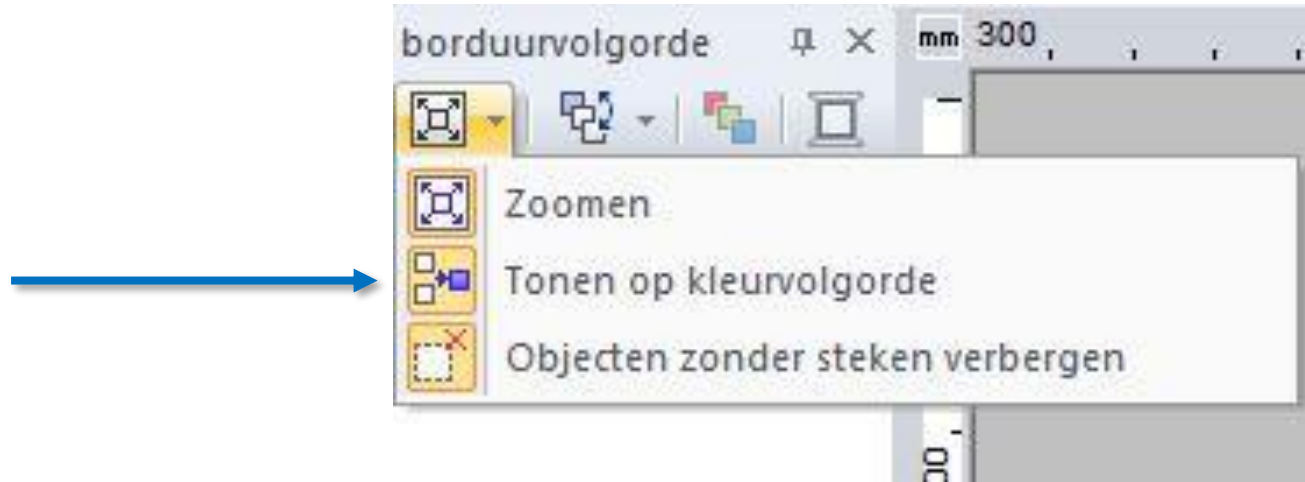 borduurvolgorde
mm 300
Zoomen
Tonen op kleurvolgorde
Objecten zonder steken verbergen